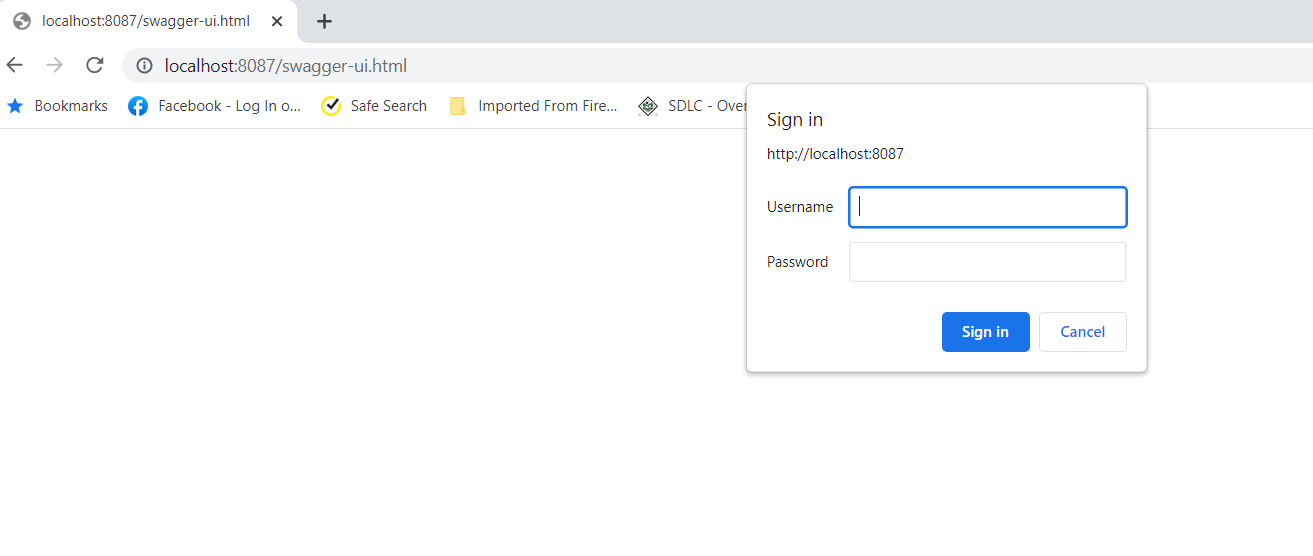 localhost:8087/swagger-ui.html
localhost:8087/swagger-ui.html
Bookmarks Facebook - Log In o... Safe Search Imported From Fire... SDLC - Over
Sign in
http://localhost:8087
Username
Password
Sign in Cancel